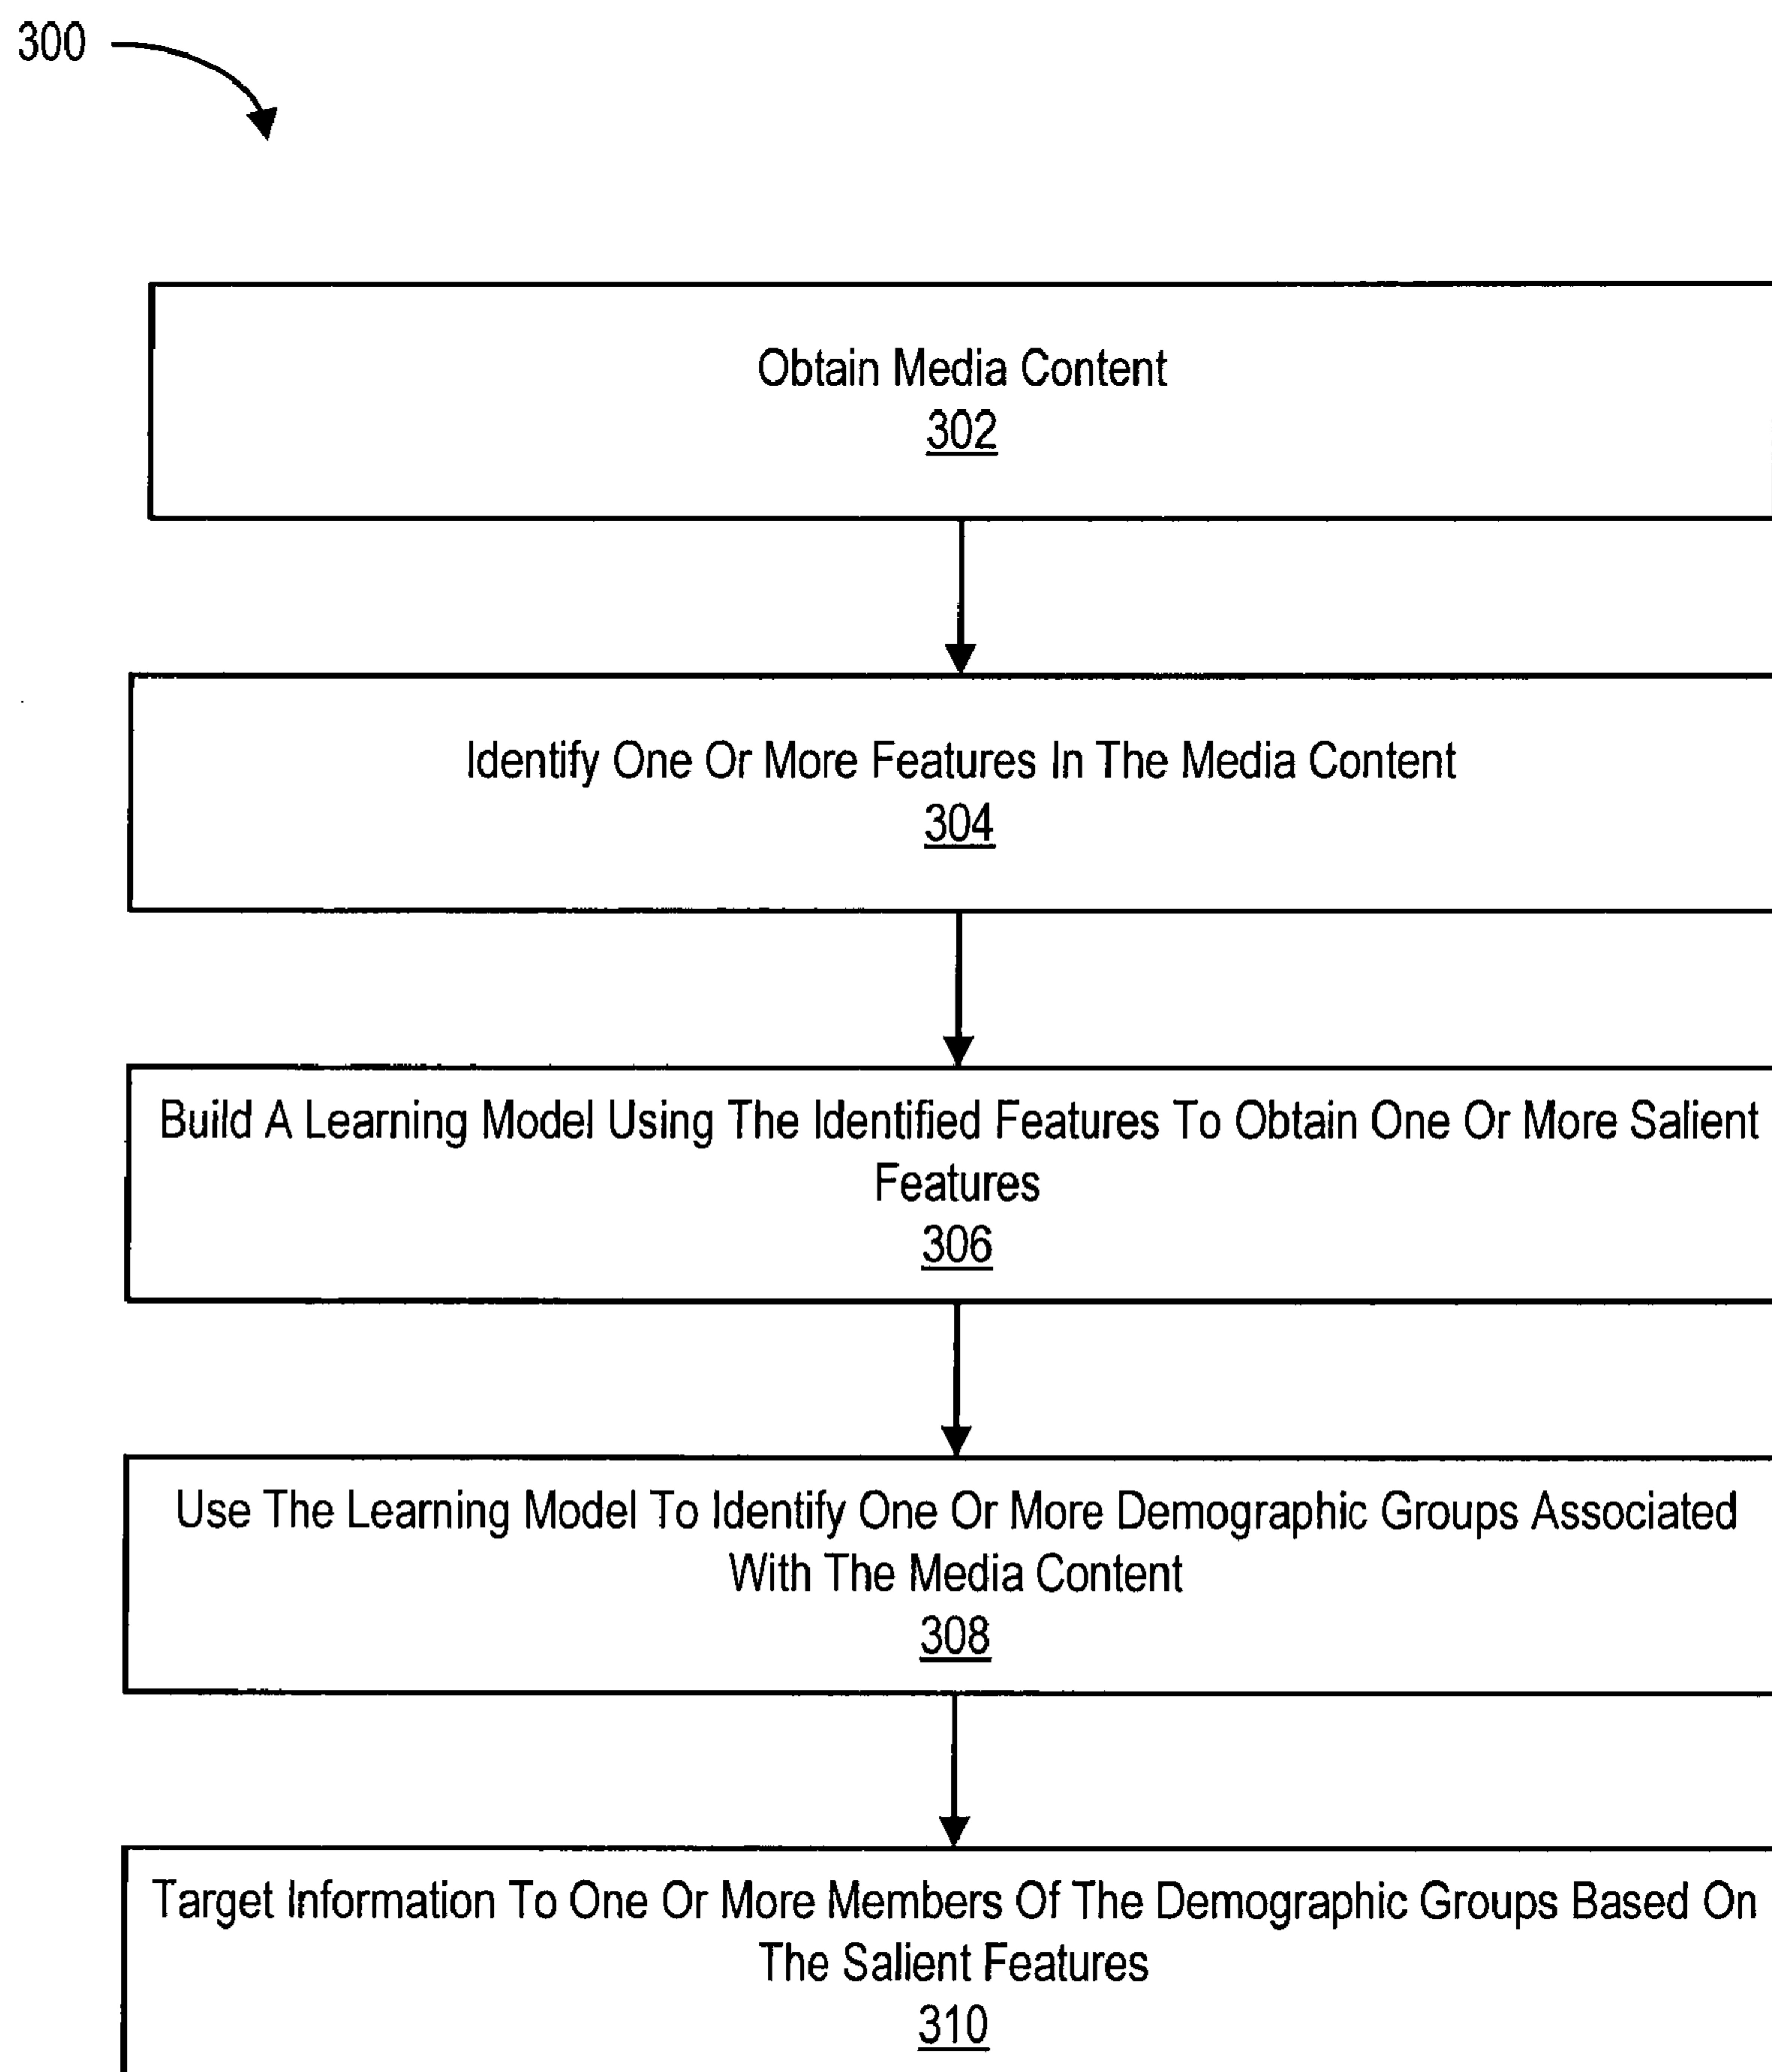 300
Obtain Media Content
302
Identify One Or More Features In The Media Content
304
Build A Learning Model Using The Identified Features To Obtain One Or More Salient
Features
306
Use The Learning Model To Identify One Or More Demographic Groups Associated
With The Media Content
308
Target Information To One Or More Members Of The Demographic Groups Based On
The Salient Features
310